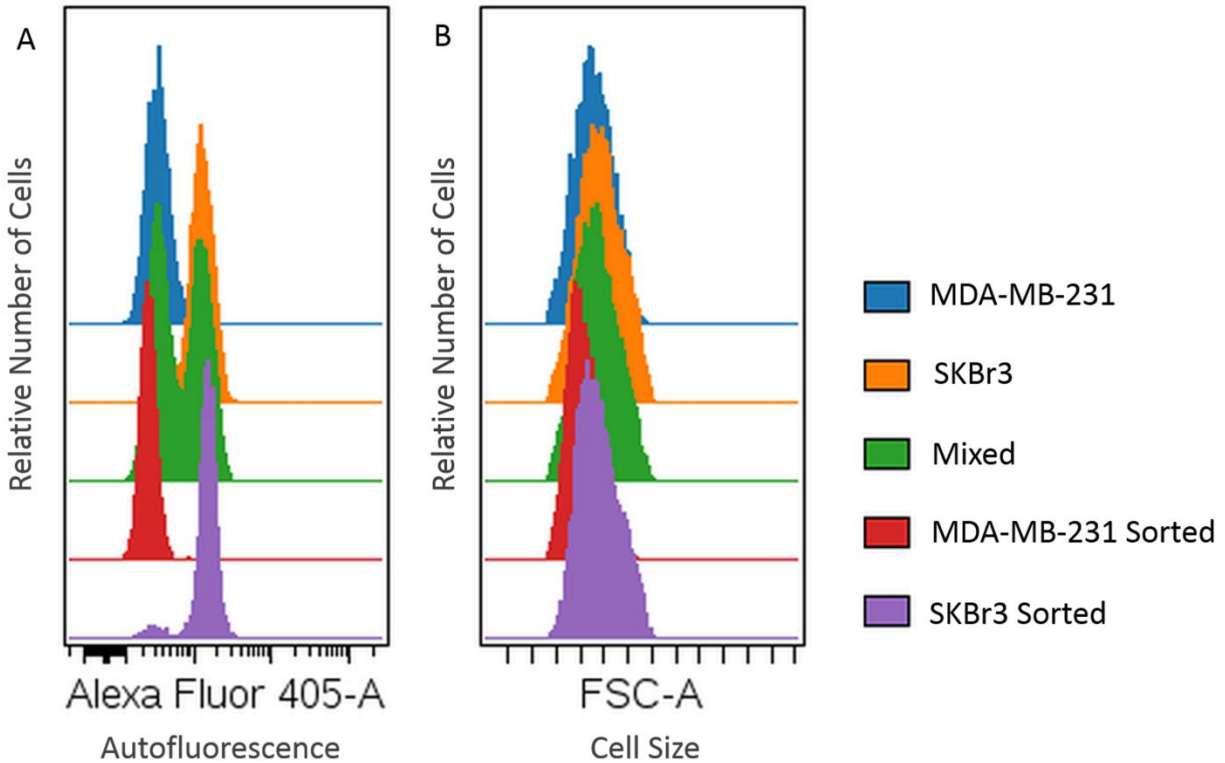 A
Relative Number of Cells
Alexa Fluor 405-A
Autofluorescence
B
Relative Number of Cells
FSC-A
Cell Size
MDA-MB-231
SKBr3
Mixed
MDA-MB-231 Sorted
SKBr3 Sorted